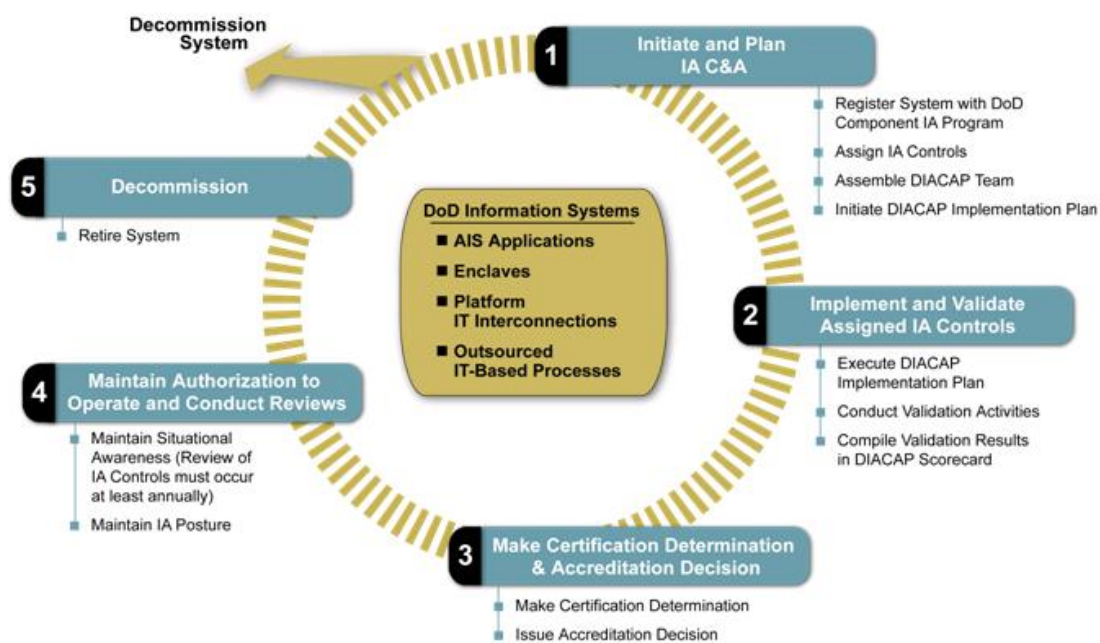 Decommission
System
1
Initiate and Plan
IA C&A
Register System with DoD
Component IA Program
Assign IA Controls
Assemble DIACAP Team
Initiate DIACAP Implementation Plan
5
Decommission
Retire System
DoD Information Systems
AIS Applications
Enclaves
Platform
IT Interconnections
Outsourced
IT-Based Processes
2
Implement and Validate
Assigned IA Controls
Execute DIACAP
Implementation Plan
Conduct Validation Activities
Compile Validation Results
in DIACAP Scorecard
4
Maintain Authorization to
Operate and Conduct Reviews
Maintain Situational
Awareness (Review of
IA Controls must occur
at least annually)
Maintain IA Posture
3
Make Certification Determination
& Accreditation Decision
Make Certification Determination
Issue Accreditation Decision